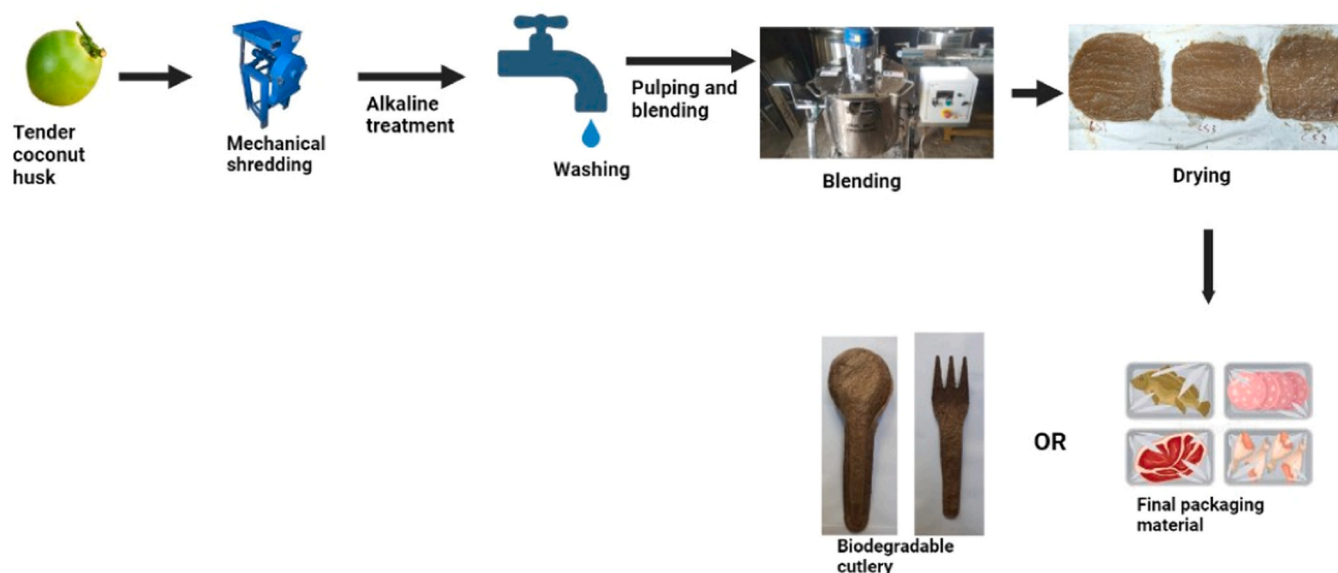 Tender
coconut
husk
Mechanical
shredding
Alkaline
treatment
Washing
Pulping and
blending
Blending
Drying
Biodegradable
cutlery
OR
Final packaging
material